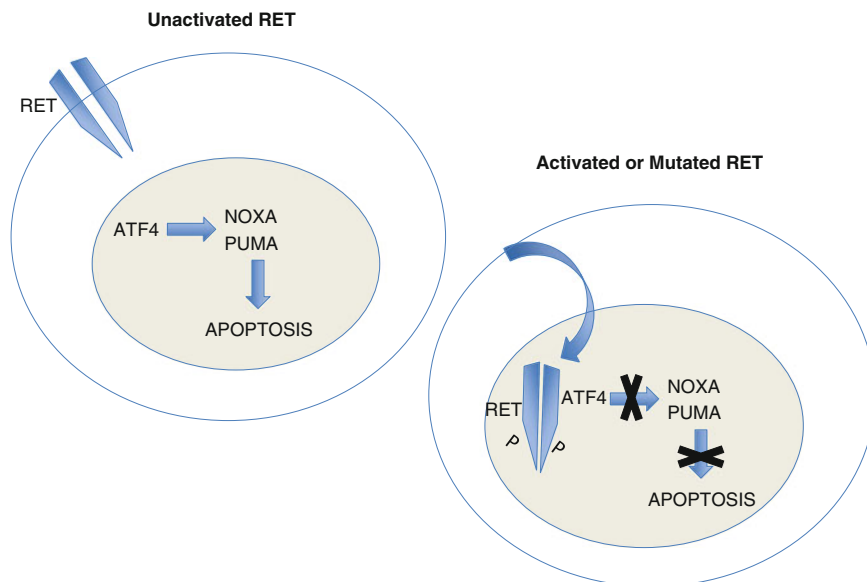 Unactivated RET
RET
ATF4
NOXA
PUMA
APOPTOSIS
Activated or Mutated RET
RET
ATF4
NOXA
PUMA
P
P
APOPTOSIS